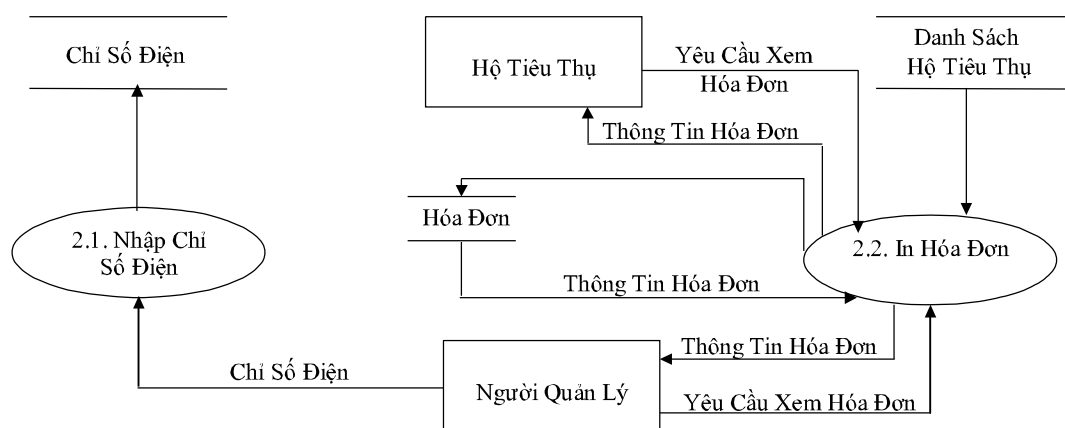 Chỉ Số Điện
Hộ Tiêu Thụ
Yêu Cầu Xem
Hóa Đơn
Danh Sách
Hộ Tiêu Thụ
Thông Tin Hóa Đơn
Hóa Đơn
2.1. Nhập Chỉ
Số Điện
2.2. In Hóa Đơn
Thông Tin Hóa Đơn
Thông Tin Hóa Đơn
Chỉ Số Điện
Người Quản Lý
Yêu Cầu Xem Hóa Đơn